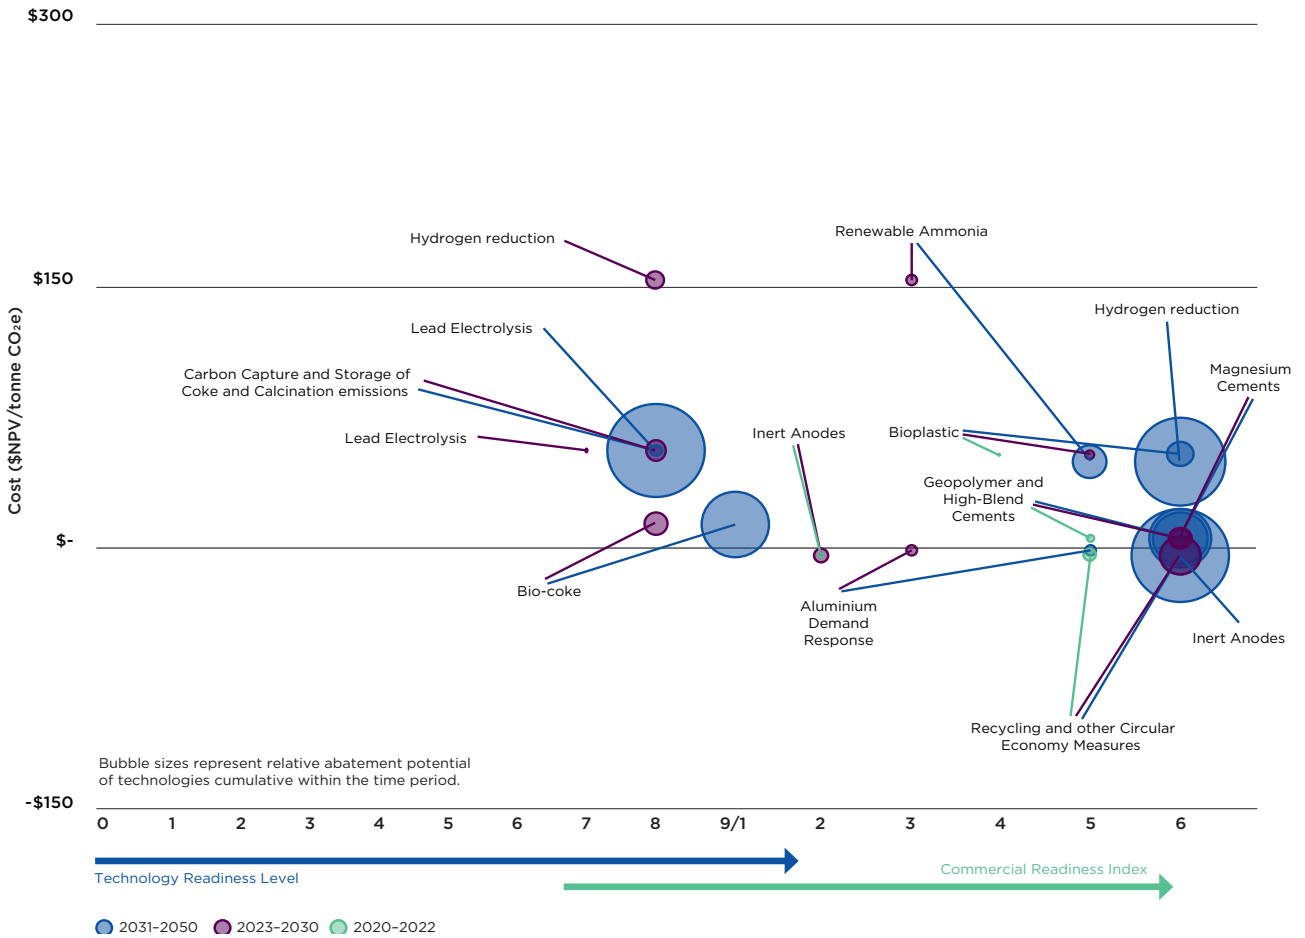 $300
$150
$-
-$150
Cost ($NPV/tonne CO₂e)
Hydrogen reduction
Renewable Ammonia
Lead Electrolysis
Hydrogen reduction
Carbon Capture and Storage of
Coke and Calcination emissions
Magnesium
Cements
Lead Electrolysis
Inert Anodes
Bioplastic
Geopolymer and
High-Blend
Cements
Bio-coke
Aluminium
Demand
Response
Inert Anodes
Recycling and other Circular
Economy Measures
Bubble sizes represent relative abatement potential
of technologies cumulative within the time period.
0 1 2 3 4 5 6 7 8 9/1 2 3 4 5 6
Technology Readiness Level
Commercial Readiness Index
2031–2050 2023–2030 2020–2022